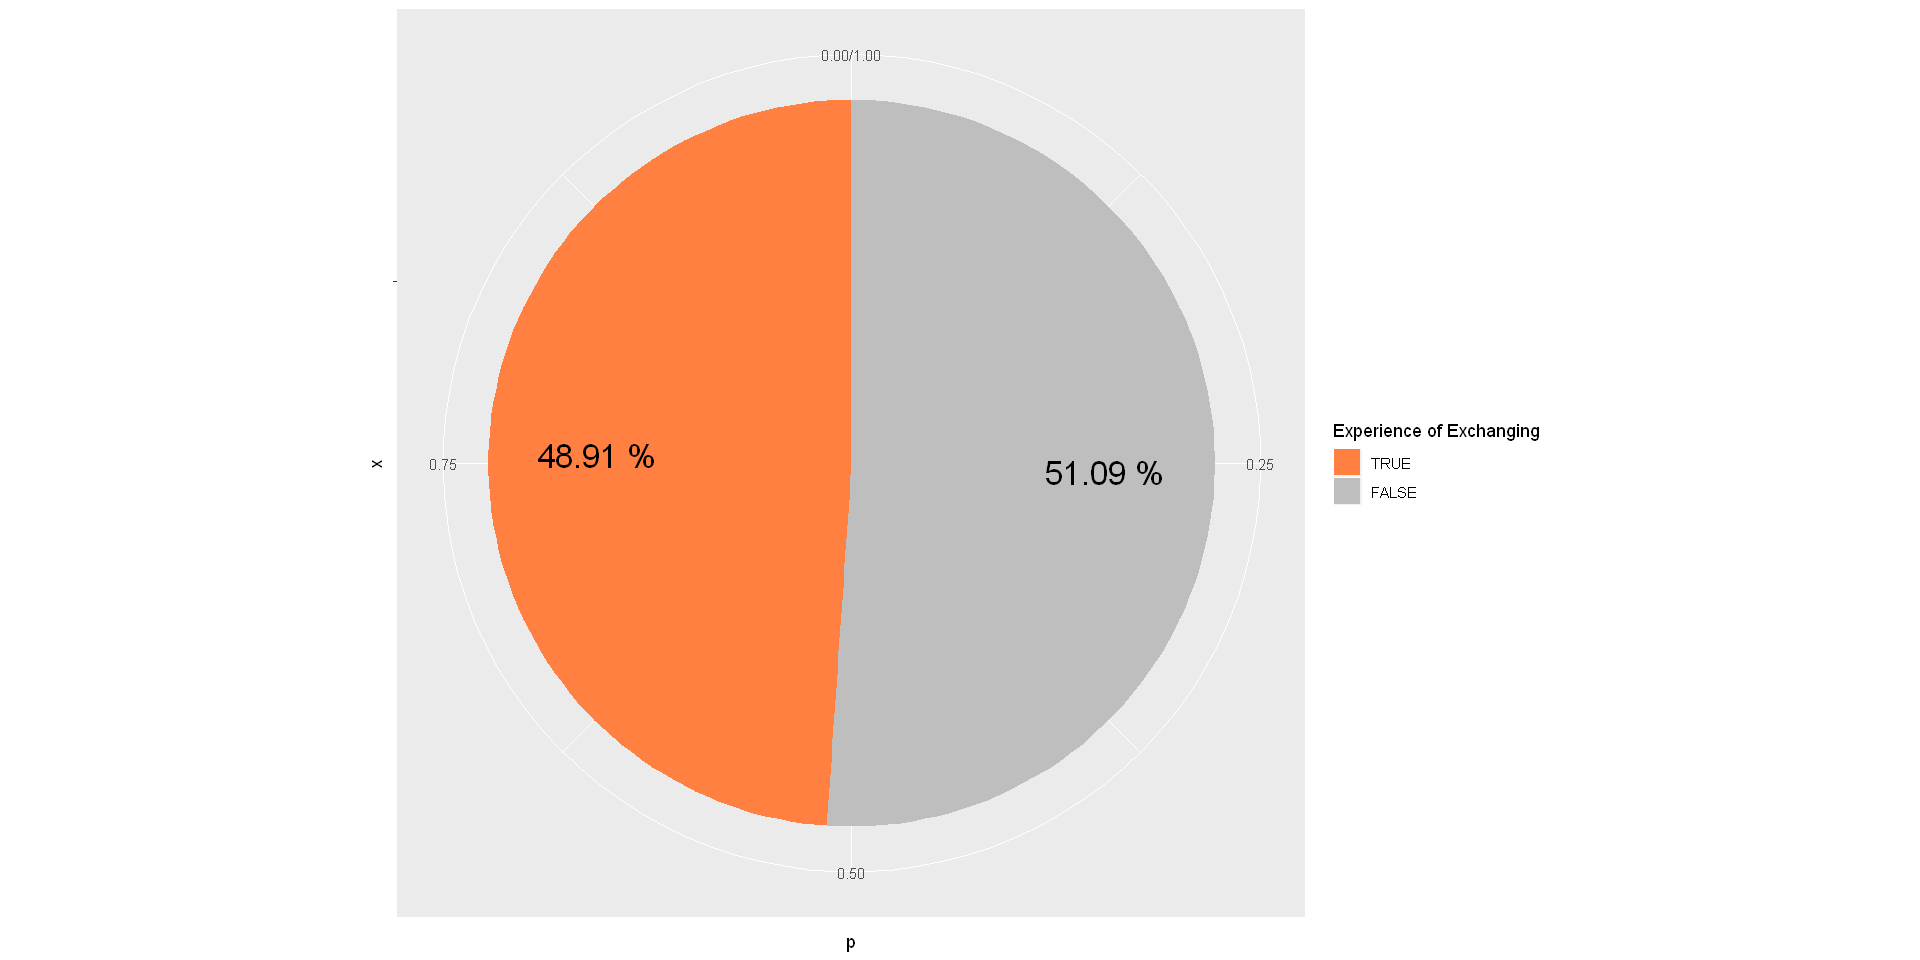 0.00/1.00
48.91 %
51.09 %
x
0.75
0.25
0.50
p
Experience of Exchanging
TRUE
FALSE